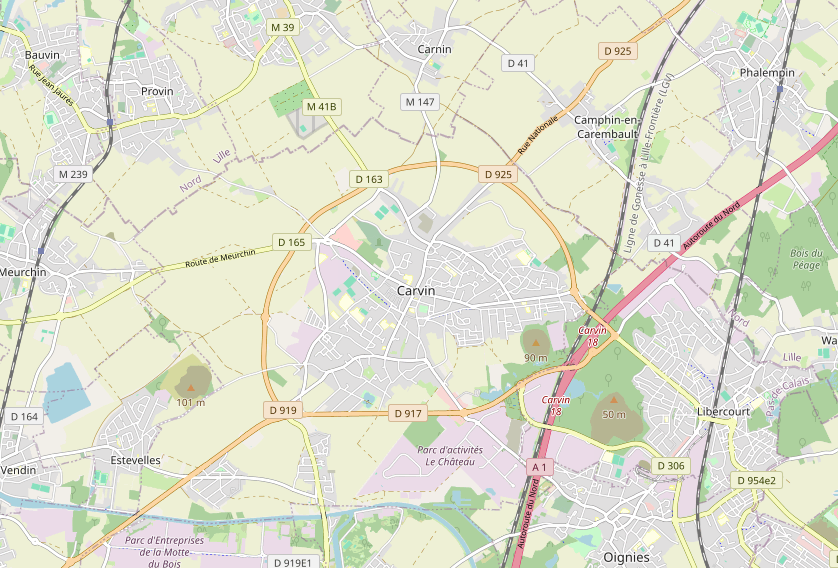 M 39
Carnin
D 925
Bauvin
D 41
Phalempin
Rue Jean Jaurès
Provin
M 147
M 41B
Camphin-en-
Carembault
Rue Nationale
Lille
M 239
Nord
D 163
D 925
Ligne de Gonesse à Lille-Frontière (LGV)
Autoroute du Nord
D 165
D 41
Bois du
Péage
Route de Meurchin
Meurchin
Carvin
Nord
Carvin
18
Wa
90 m
Lille
101 m
Pas-de-Calais
Carvin
18
50 m
Libercourt
D 164
D 919
D 917
Parc d'activités
Le Château
Estevelles
Vendin
A 1
D 306
D 954e2
Autoroute du Nord
Parc d'Entreprises
de la Motte
du Bois
D 919E1
Oignies